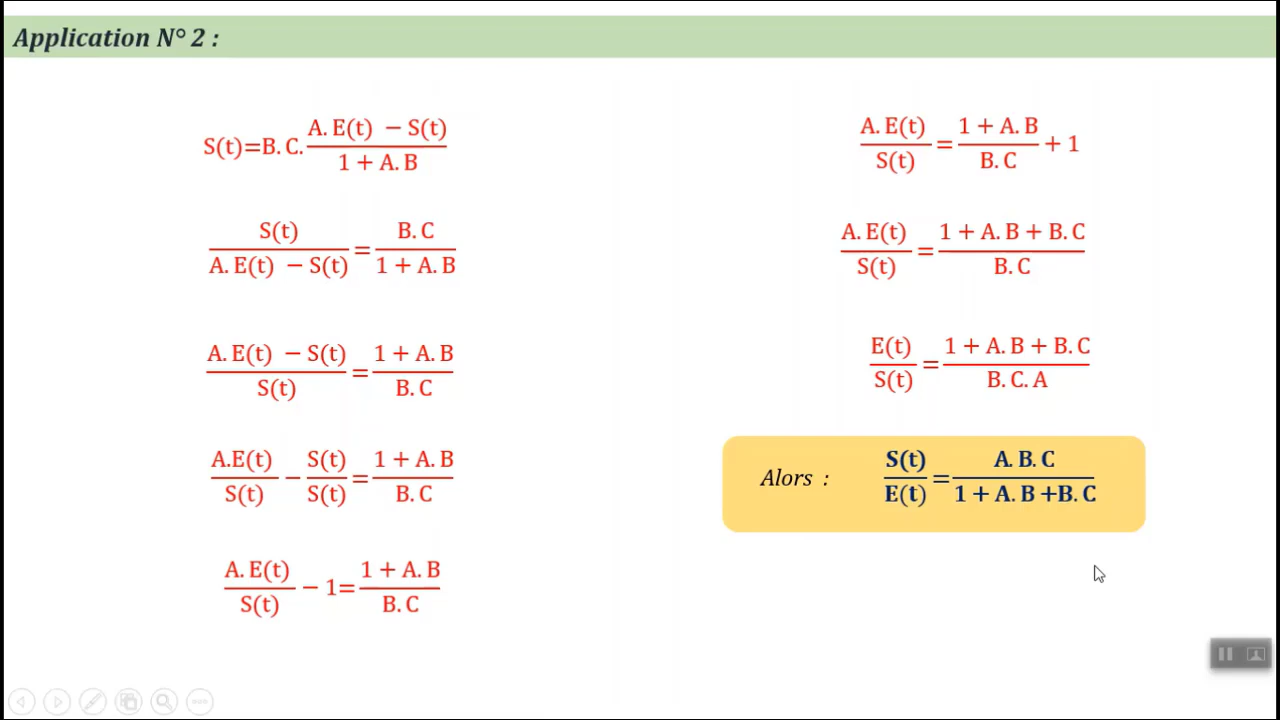 Application N° 2 :
S(t)=B. C. (A. E(t) − S(t))/(1 + A. B)
S(t)/(A. E(t) − S(t)) = B. C/(1 + A. B)
(A. E(t) − S(t))/S(t) = (1 + A. B)/B. C
A.E(t)/S(t) − S(t)/S(t) = (1 + A. B)/B. C
A. E(t)/S(t) − 1= (1 + A. B)/B. C
A. E(t)/S(t) = (1 + A. B)/B. C + 1
A. E(t)/S(t) = (1 + A. B + B. C)/B. C
E(t)/S(t) = (1 + A. B + B. C)/B. C. A
Alors : S(t)/E(t) = A. B. C/(1 + A. B +B. C)